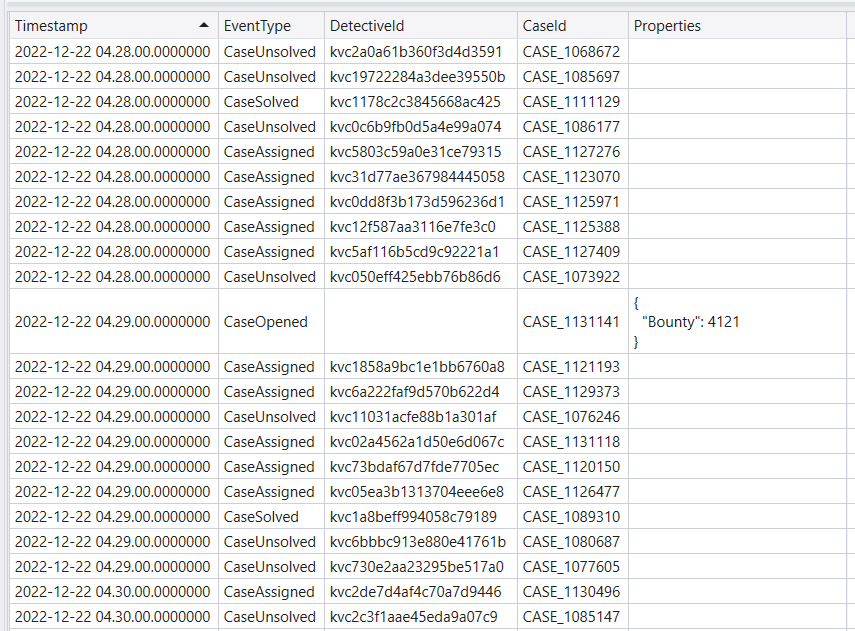 Timestamp EventType DetectiveId CaseId Properties
2022-12-22 04.28.00.0000000 CaseUnsolved kvc2a0a61b360f3d4d3591 CASE_1068672
2022-12-22 04.28.00.0000000 CaseUnsolved kvc19722284a3dee39550b CASE_1085697
2022-12-22 04.28.00.0000000 CaseSolved kvc1178c2c3845668ac425 CASE_1111129
2022-12-22 04.28.00.0000000 CaseUnsolved kvc0c6b9fb0d5a4e99a074 CASE_1086177
2022-12-22 04.28.00.0000000 CaseAssigned kvc5803c59a0e31ce79315 CASE_1127276
2022-12-22 04.28.00.0000000 CaseAssigned kvc31d77ae367984445058 CASE_1123070
2022-12-22 04.28.00.0000000 CaseAssigned kvc0dd8f3b173d596236d1 CASE_1125971
2022-12-22 04.28.00.0000000 CaseAssigned kvc12f587aa3116e7fe3c0 CASE_1125388
2022-12-22 04.28.00.0000000 CaseAssigned kvc5af116b5cd9c92221a1 CASE_1127409
2022-12-22 04.28.00.0000000 CaseUnsolved kvc050eff425ebb76b86d6 CASE_1073922
{
2022-12-22 04.29.00.0000000 CaseOpened CASE_1131141 "Bounty": 4121
}
2022-12-22 04.29.00.0000000 CaseAssigned kvc1858a9bc1e1bb6760a8 CASE_1121193
2022-12-22 04.29.00.0000000 CaseAssigned kvc6a222faf9d570b622d4 CASE_1129373
2022-12-22 04.29.00.0000000 CaseUnsolved kvc11031acfe88b1a301af CASE_1076246
2022-12-22 04.29.00.0000000 CaseAssigned kvc02a4562a1d50e6d067c CASE_1131118
2022-12-22 04.29.00.0000000 CaseAssigned kvc73bdaf67d7fde7705ec CASE_1120150
2022-12-22 04.29.00.0000000 CaseAssigned kvc05ea3b1313704eee6e8 CASE_1126477
2022-12-22 04.29.00.0000000 CaseSolved kvc1a8beff994058c79189 CASE_1089310
2022-12-22 04.29.00.0000000 CaseUnsolved kvc6bbbc913e880e41761b CASE_1080687
2022-12-22 04.29.00.0000000 CaseUnsolved kvc730e2aa23295be517a0 CASE_1077605
2022-12-22 04.30.00.0000000 CaseAssigned kvc2de7d4af4c70a7d9446 CASE_1130496
2022-12-22 04.30.00.0000000 CaseUnsolved kvc2c3f1aae45eda9a07c9 CASE_1085147